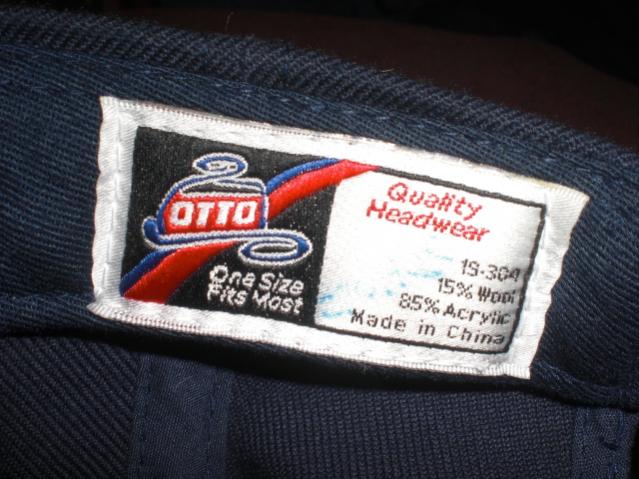 OTTO
One Size
Fits Most
Quality
Headwear
19-304
15% Wool
85% Acrylic
Made in China